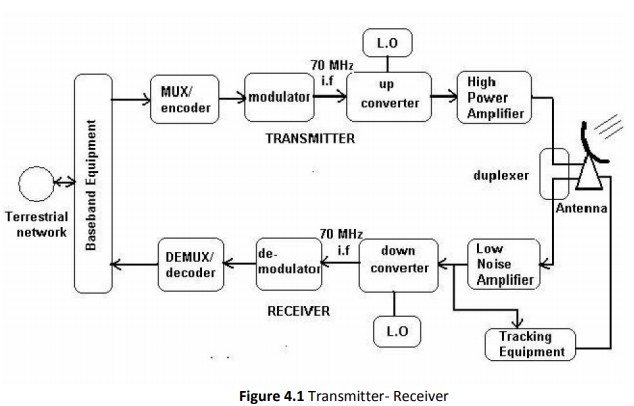 L.O
70 MHz
i.f
MUX/
encoder
modulator
up
converter
High
Power
Amplifier
TRANSMITTER
Baseband Equipment
duplexer
Antenna
Terrestrial
network
70 MHz
i.f
DEMUX/
decoder
de-
modulator
down
converter
Low
Noise
Amplifier
RECEIVER
L.O
Tracking
Equipment
Figure 4.1 Transmitter- Receiver